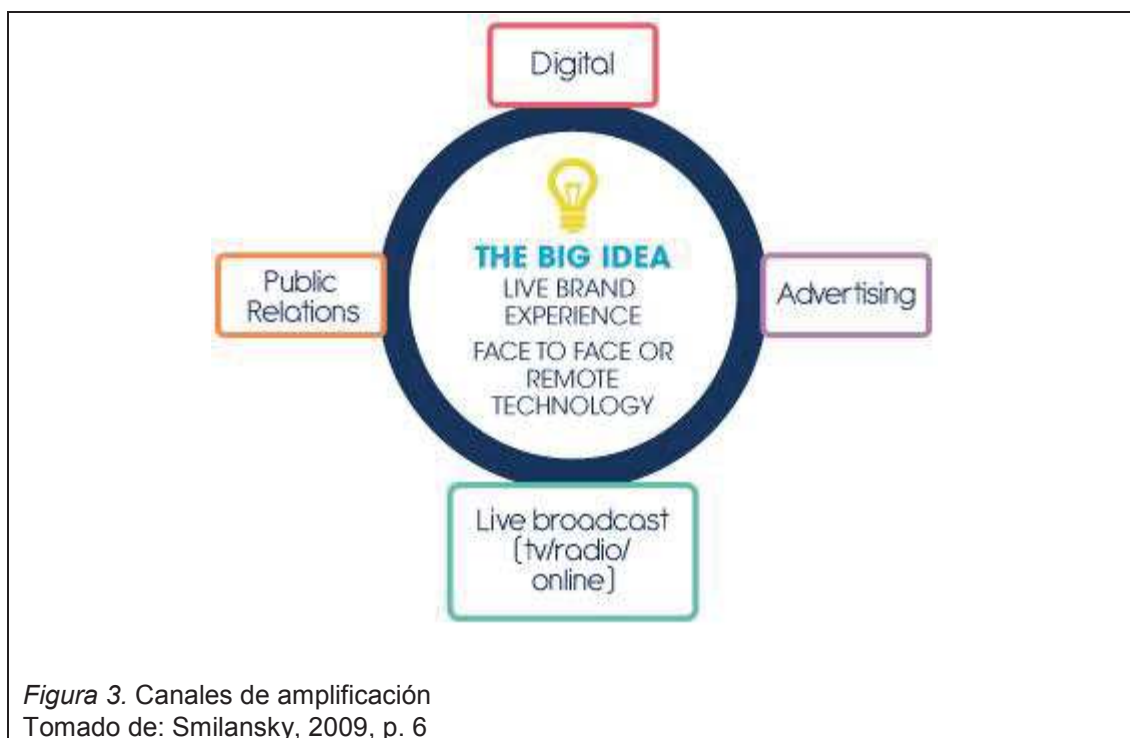 Digital
THE BIG IDEA
LIVE BRAND
EXPERIENCE
FACE TO FACE OR
REMOTE
TECHNOLOGY
Public
Relations
Advertising
Live broadcast
(tv/radio/
online)
Figura 3. Canales de amplificación
Tomado de: Smilansky, 2009, p. 6